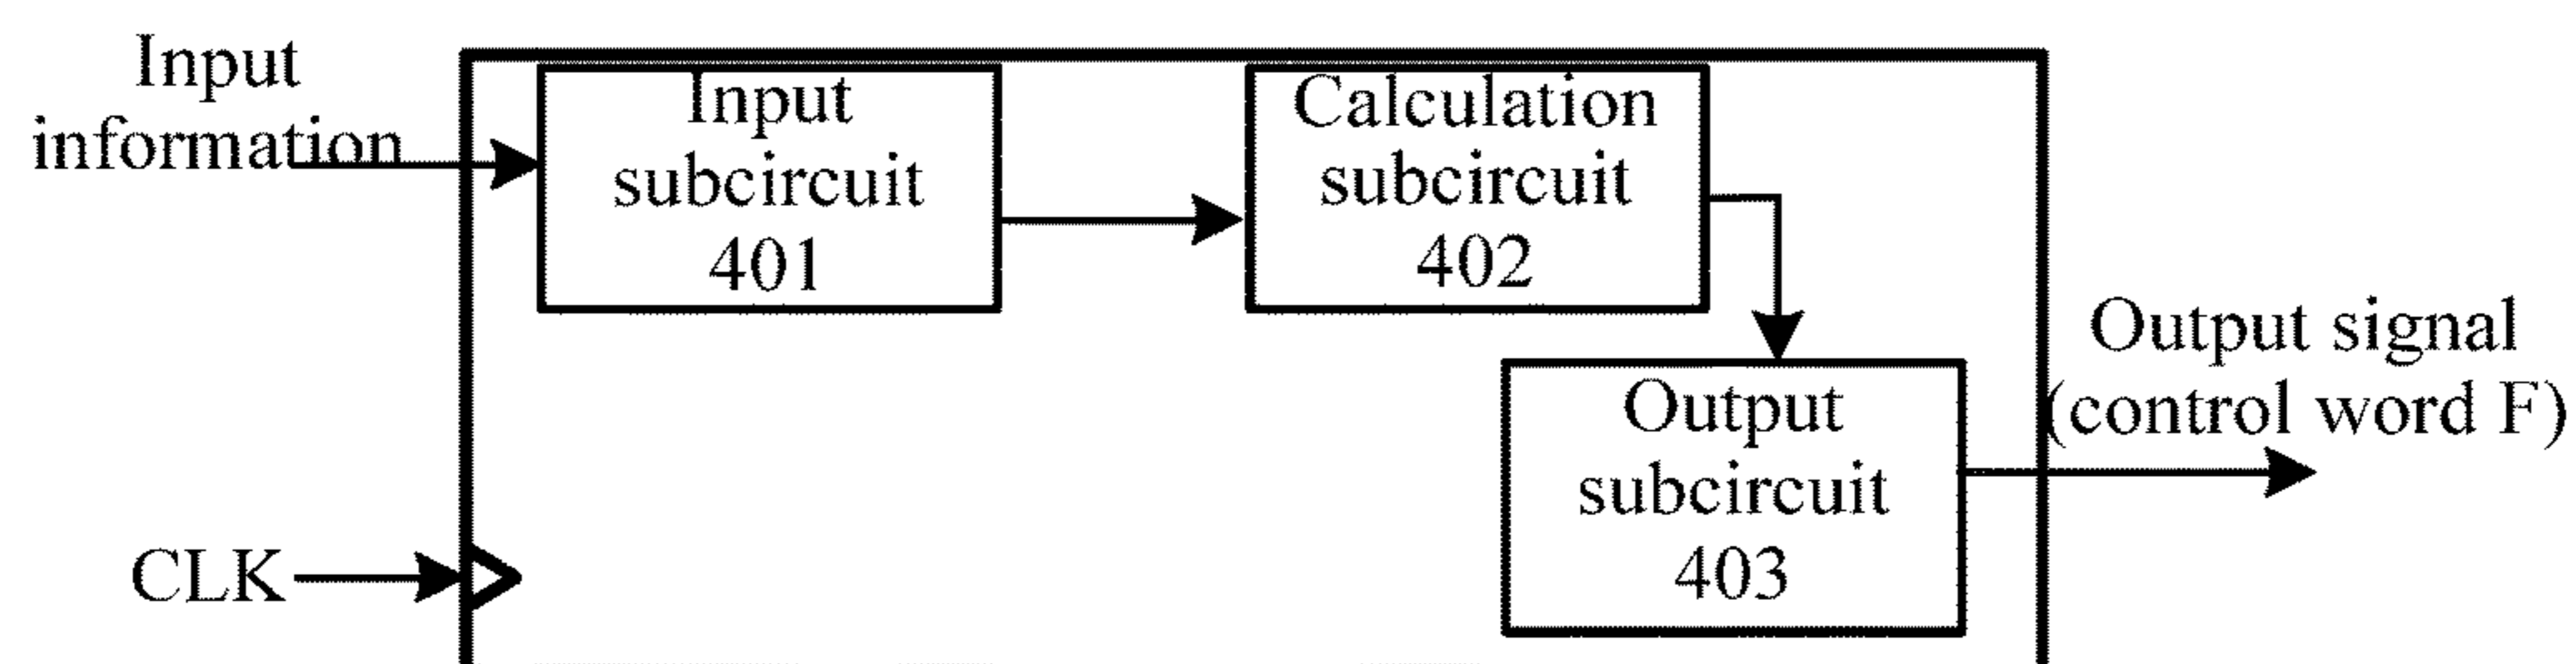 Input
information
Input
subcircuit
401
Calculation
subcircuit
402
Output
subcircuit
403
Output signal
(control word F)
CLK